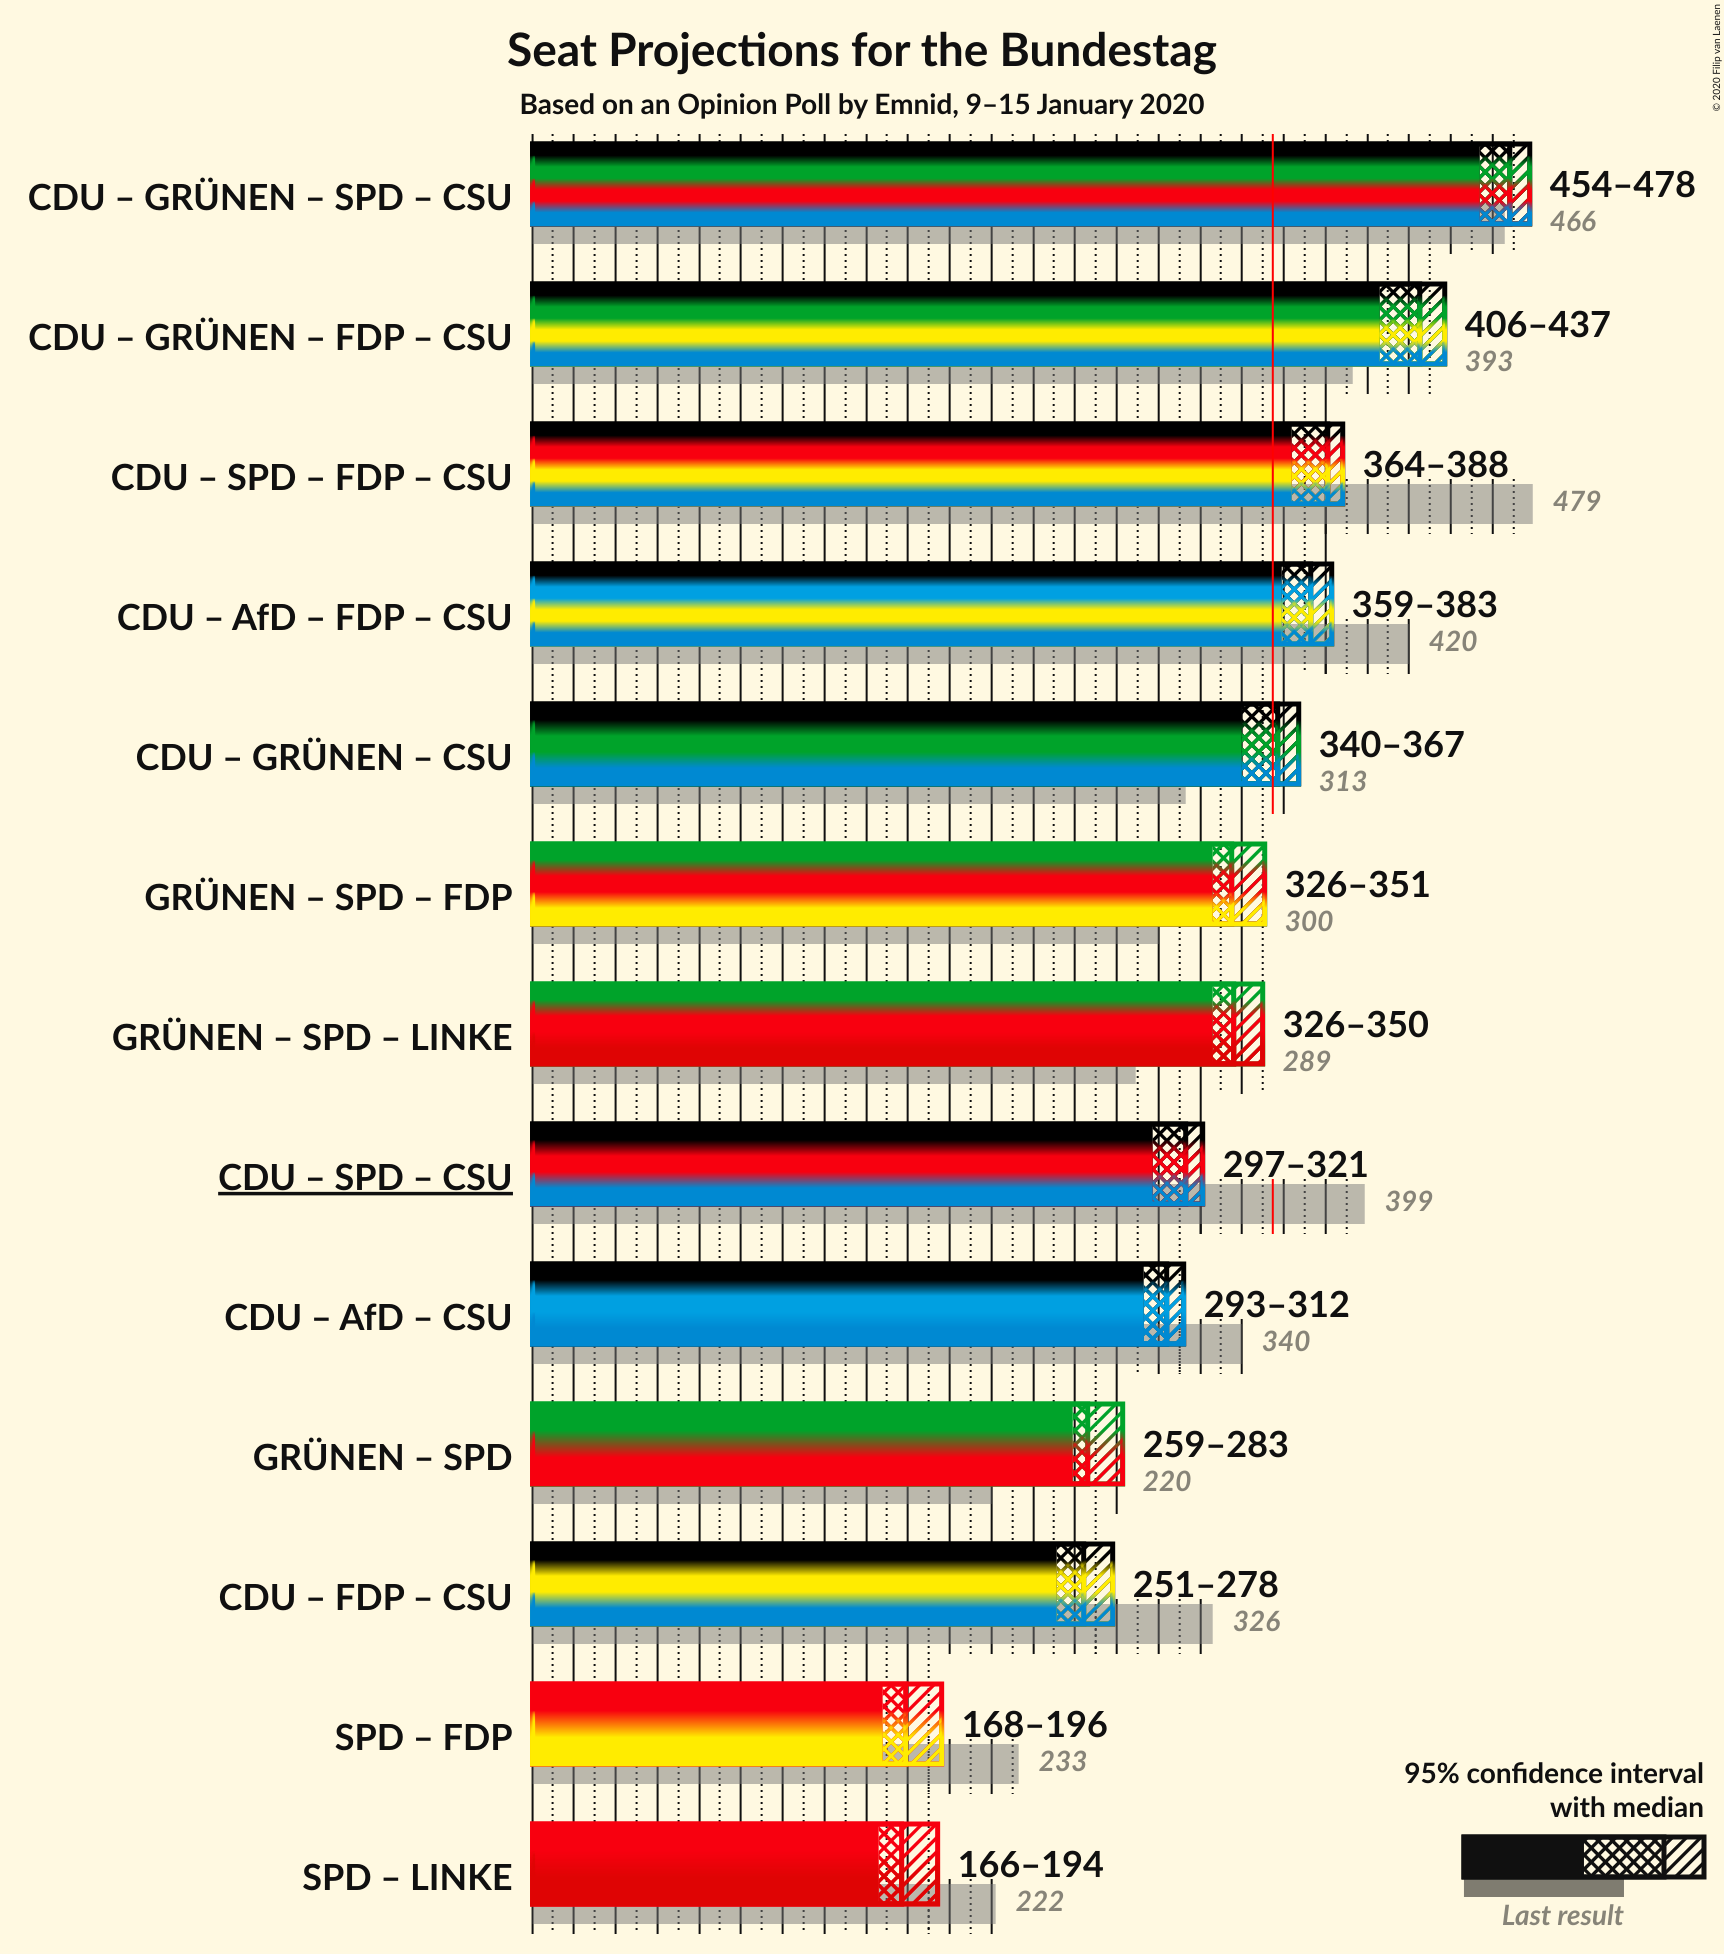 Seat Projections for the Bundestag
Based on an Opinion Poll by Emnid, 9–15 January 2020
© 2020 Filip van Laenen
CDU – GRÜNEN – SPD – CSU
454–478
466
CDU – GRÜNEN – FDP – CSU
406–437
393
CDU – SPD – FDP – CSU
364–388
479
CDU – AfD – FDP – CSU
359–383
420
CDU – GRÜNEN – CSU
340–367
313
GRÜNEN – SPD – FDP
326–351
300
GRÜNEN – SPD – LINKE
326–350
289
CDU – SPD – CSU
297–321
399
CDU – AfD – CSU
293–312
340
GRÜNEN – SPD
259–283
220
CDU – FDP – CSU
251–278
326
SPD – FDP
168–196
233
SPD – LINKE
166–194
222
95% confidence interval
with median
Last result